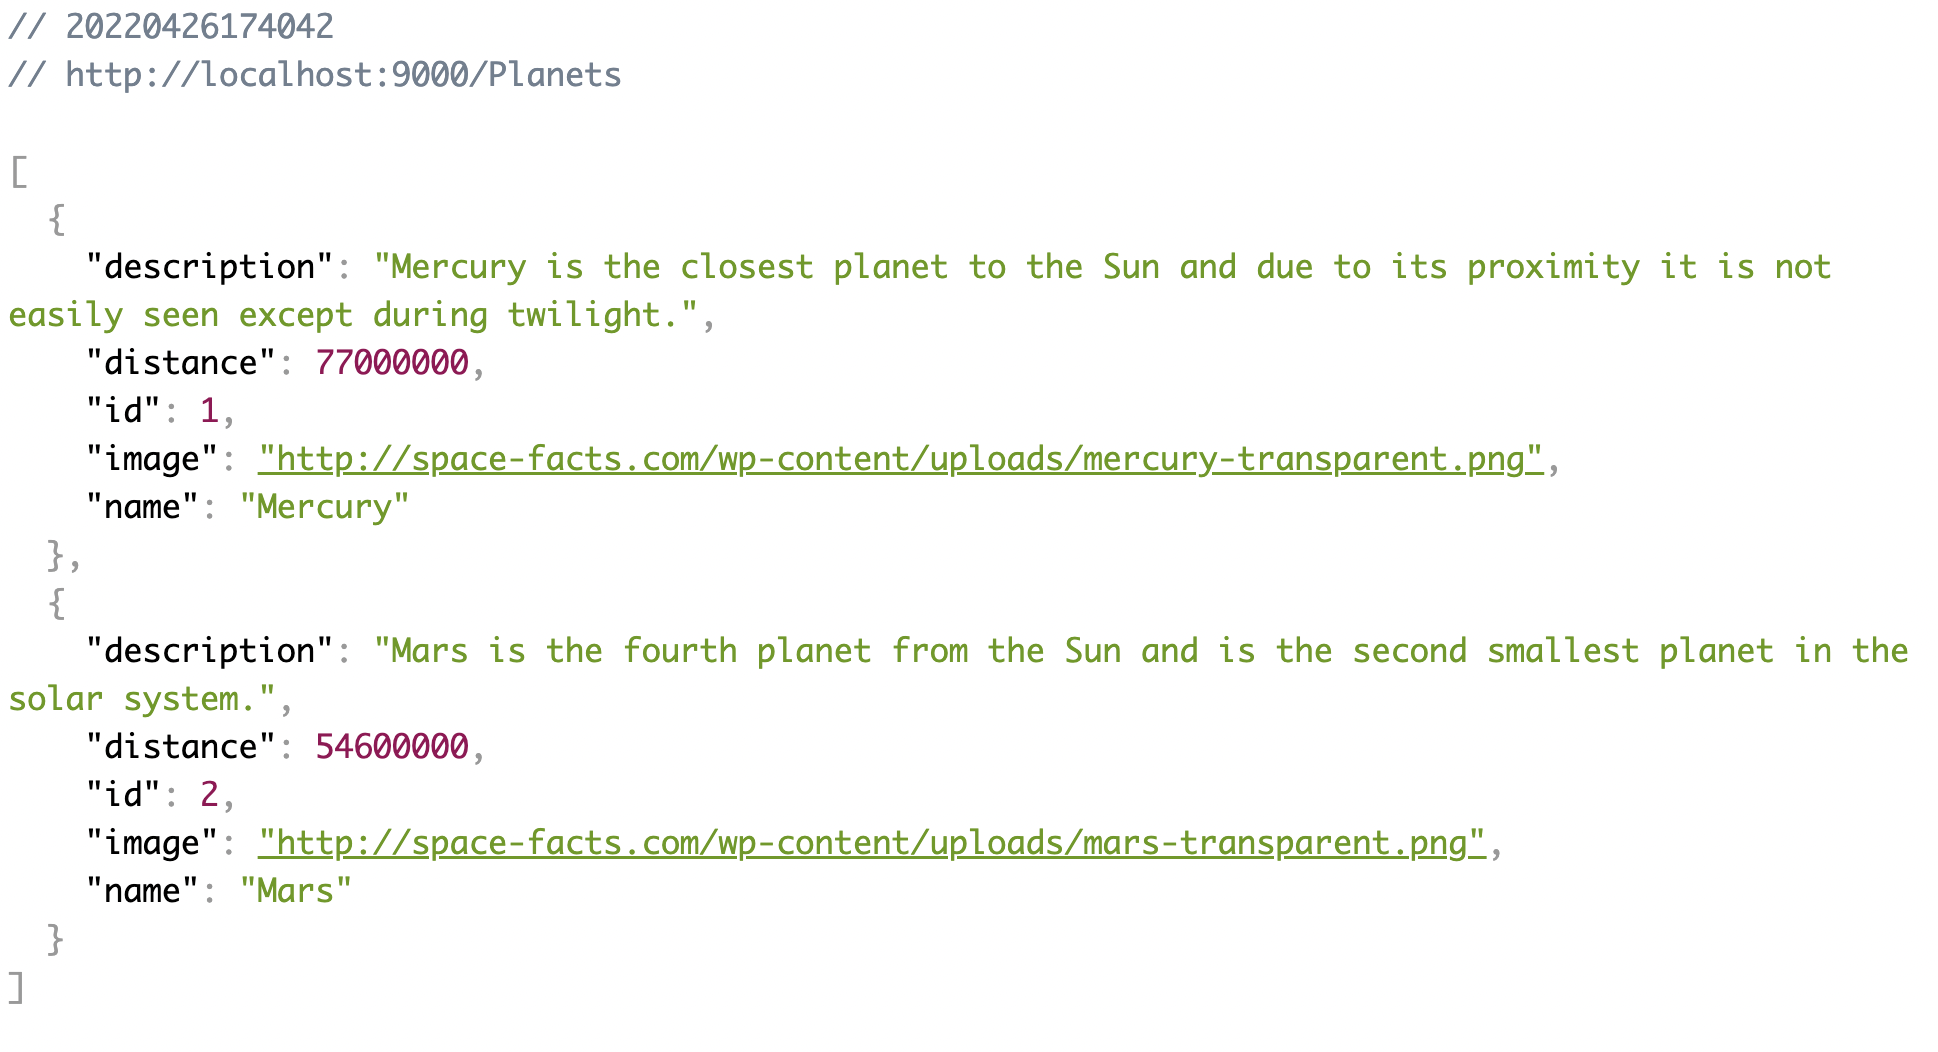 // 20220426174042
// http://localhost:9000/Planets

[
  {
    "description": "Mercury is the closest planet to the Sun and due to its proximity it is not
easily seen except during twilight.",
    "distance": 77000000,
    "id": 1,
    "image": "http://space-facts.com/wp-content/uploads/mercury-transparent.png",
    "name": "Mercury"
  },
  {
    "description": "Mars is the fourth planet from the Sun and is the second smallest planet in the
solar system.",
    "distance": 54600000,
    "id": 2,
    "image": "http://space-facts.com/wp-content/uploads/mars-transparent.png",
    "name": "Mars"
  }
]